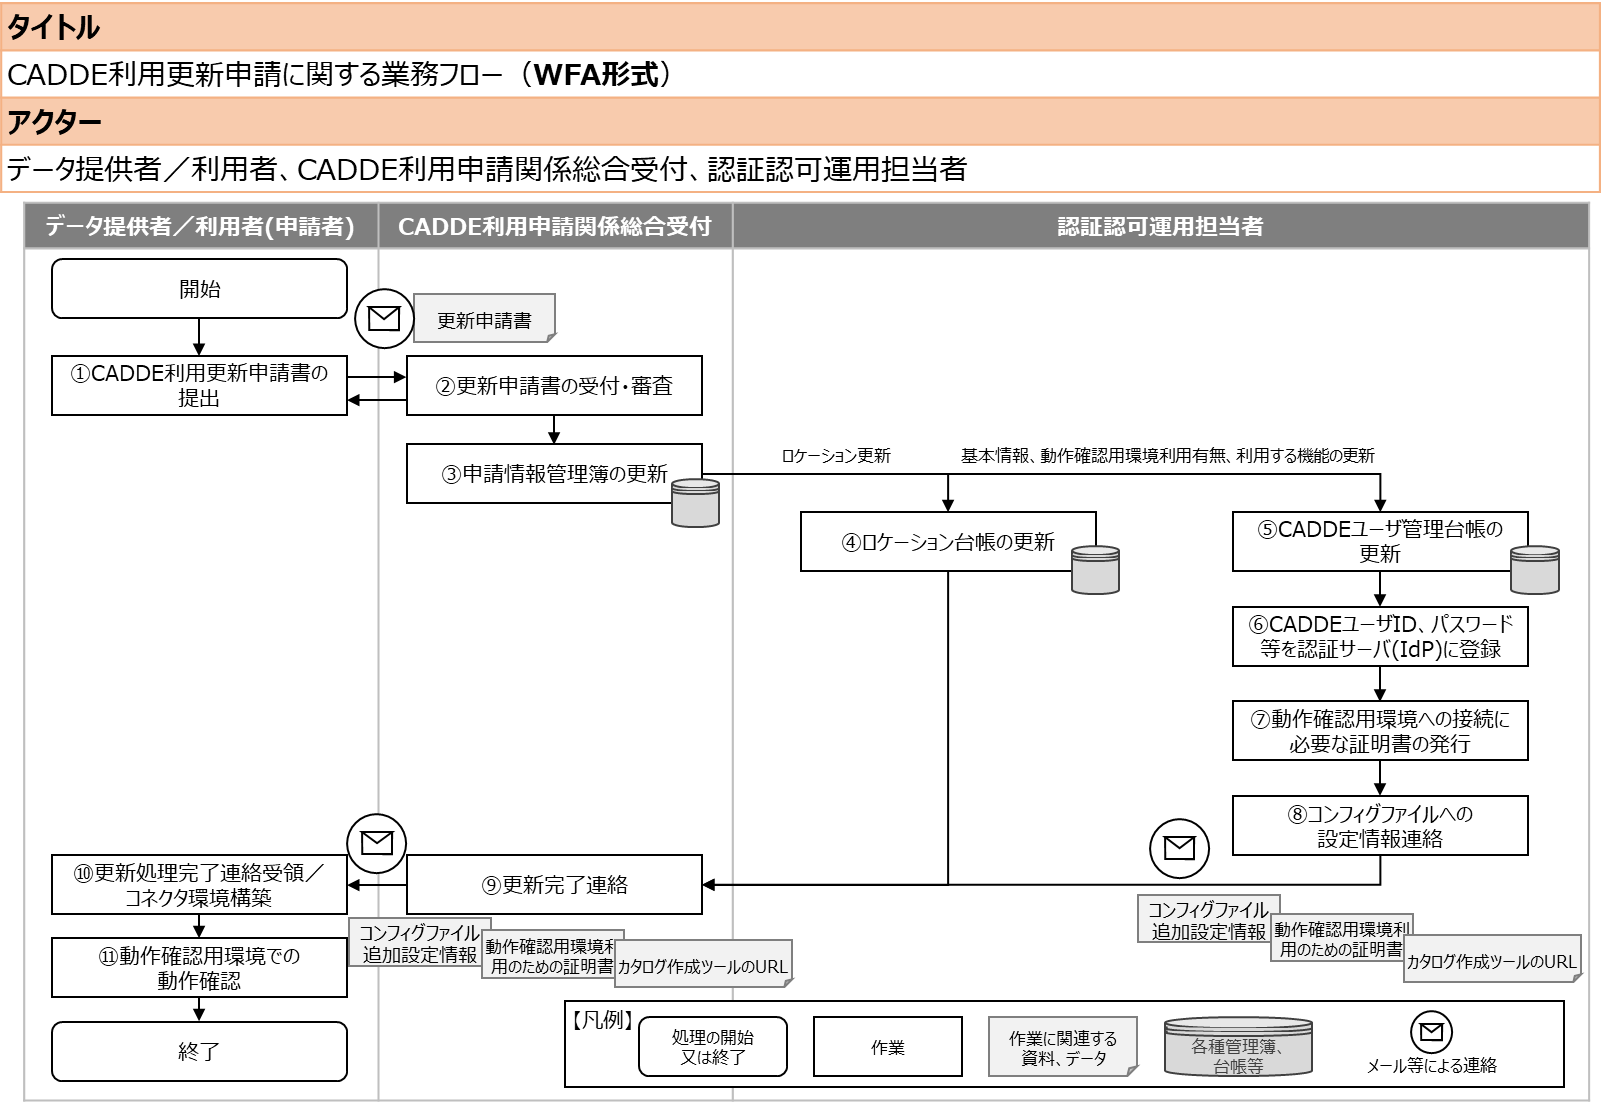 タイトル
CADDE利用更新申請に関する業務フロー（WFA形式）
アクター
データ提供者／利用者、CADDE利用申請関係総合受付、認証認可運用担当者
データ提供者／利用者(申請者)
CADDE利用申請関係総合受付
認証認可運用担当者
開始
更新申請書
①CADDE利用更新申請書の
提出
②更新申請書の受付・審査
③申請情報管理簿の更新
ロケーション更新
基本情報、動作確認用環境利用有無、利用する機能の更新
④ロケーション台帳の更新
⑤CADDEユーザ管理台帳の
更新
⑥CADDEユーザID、パスワード
等を認証サーバ(IdP)に登録
⑦動作確認用環境への接続に
必要な証明書の発行
⑧コンフィグファイルへの
設定情報連絡
コンフィグファイル
追加設定情報
動作確認用環境利
用のための証明書
カタログ作成ツールのURL
⑨更新完了連絡
コンフィグファイル
追加設定情報
動作確認用環境利
用のための証明書
カタログ作成ツールのURL
⑩更新処理完了連絡受領／
コネクタ環境構築
⑪動作確認用環境での
動作確認
終了
【凡例】
処理の開始
又は終了
作業
作業に関連する
資料、データ
各種管理簿、
台帳等
メール等による連絡